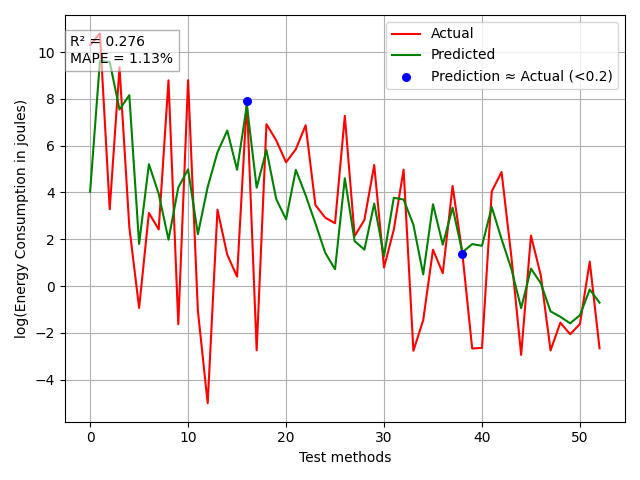 R² = 0.276
MAPE = 1.13%
Actual
Predicted
Prediction ≈ Actual (<0.2)
log(Energy Consumption in joules)
10
8
6
4
2
0
−2
−4
0
10
20
30
40
50
Test methods